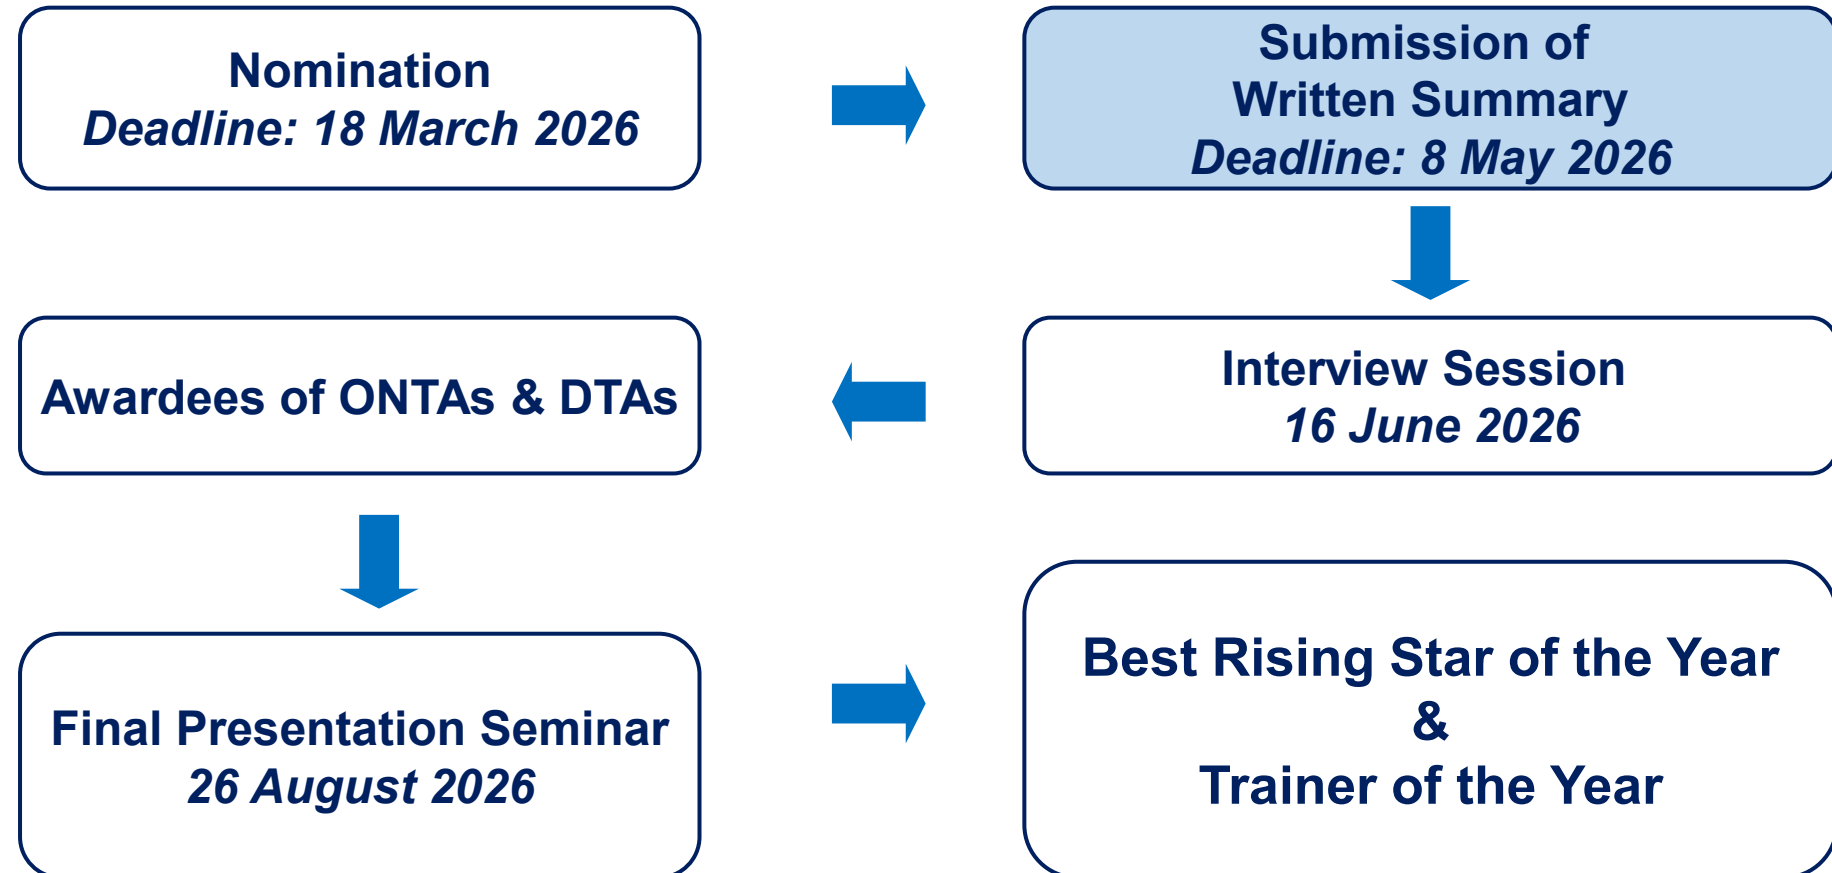 Nomination
Deadline: 18 March 2026
Submission of
Written Summary
Deadline: 8 May 2026
Interview Session
16 June 2026
Awardees of ONTAs & DTAs
Final Presentation Seminar
26 August 2026
Best Rising Star of the Year
&
Trainer of the Year